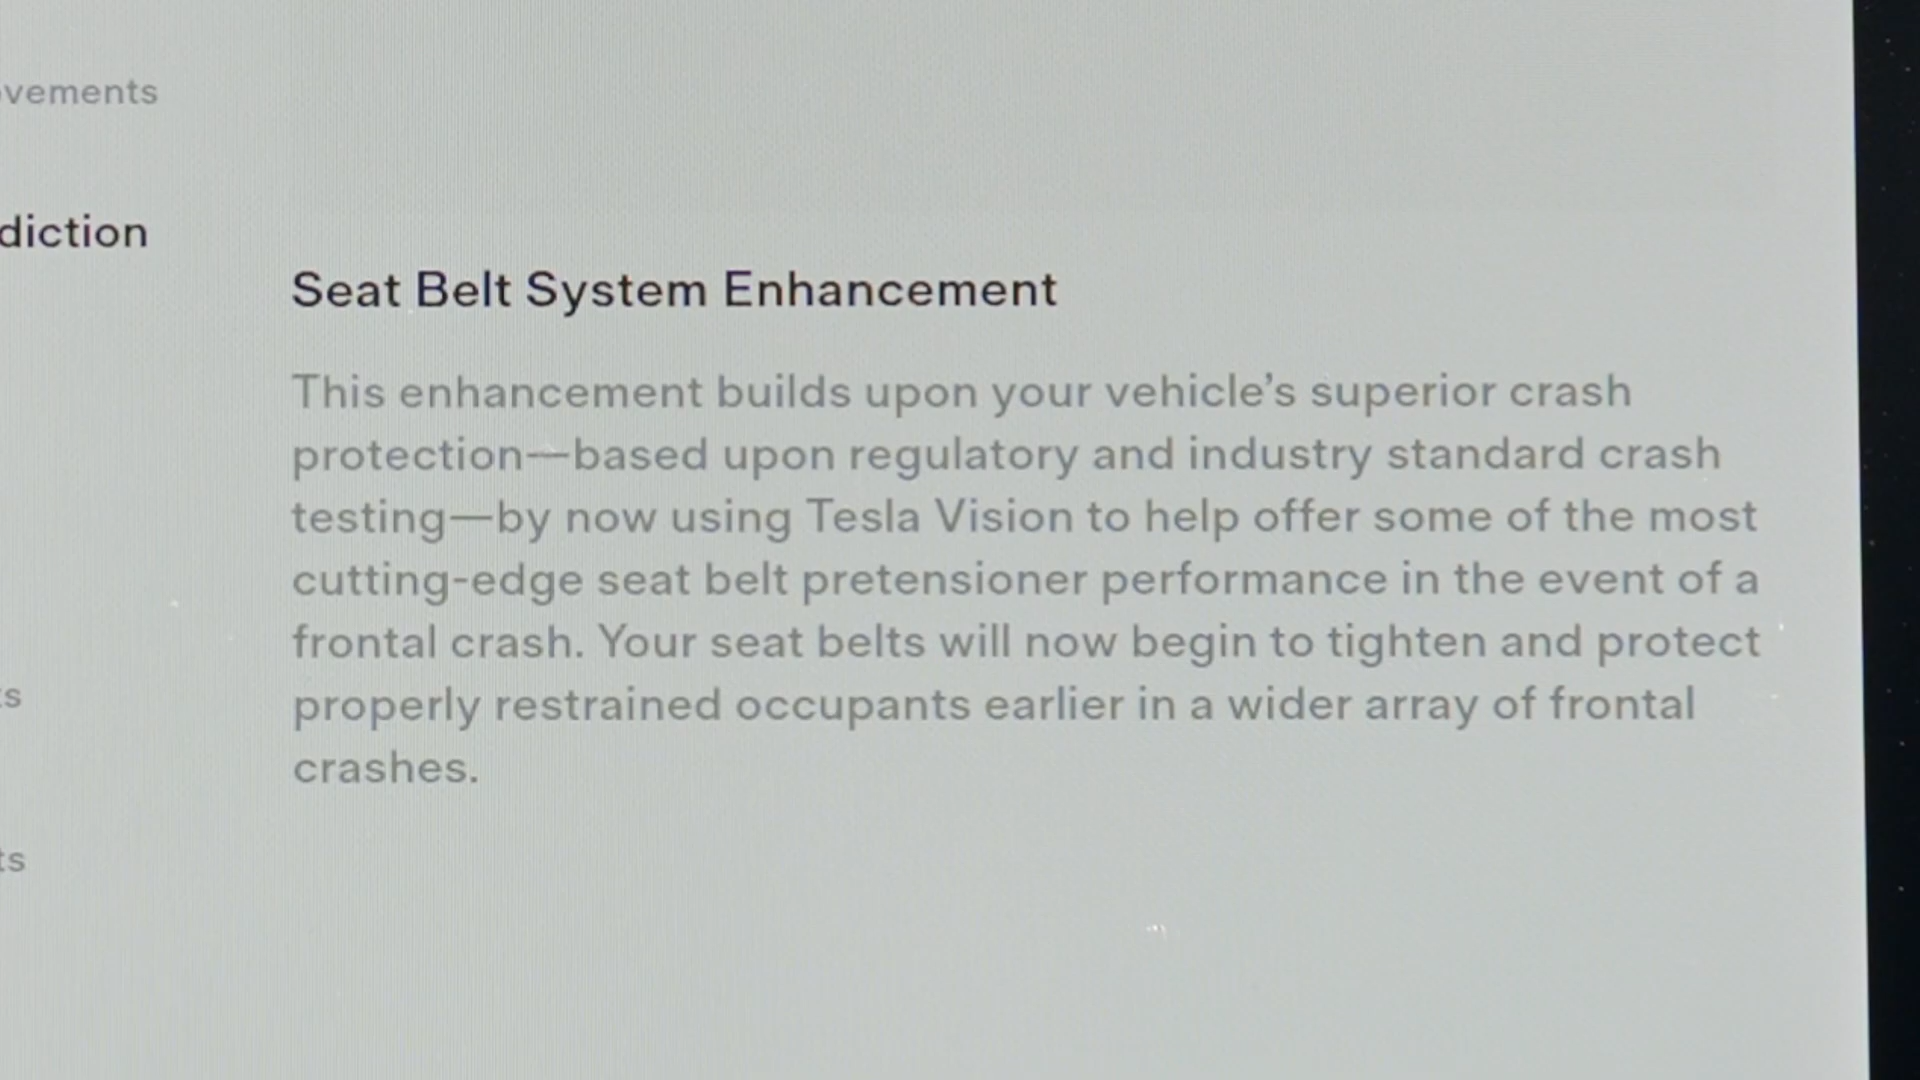 vements
diction
ts
ts
Seat Belt System Enhancement
This enhancement builds upon your vehicle’s superior crash
protection—based upon regulatory and industry standard crash
testing—by now using Tesla Vision to help offer some of the most
cutting-edge seat belt pretensioner performance in the event of a
frontal crash. Your seat belts will now begin to tighten and protect
properly restrained occupants earlier in a wider array of frontal
crashes.